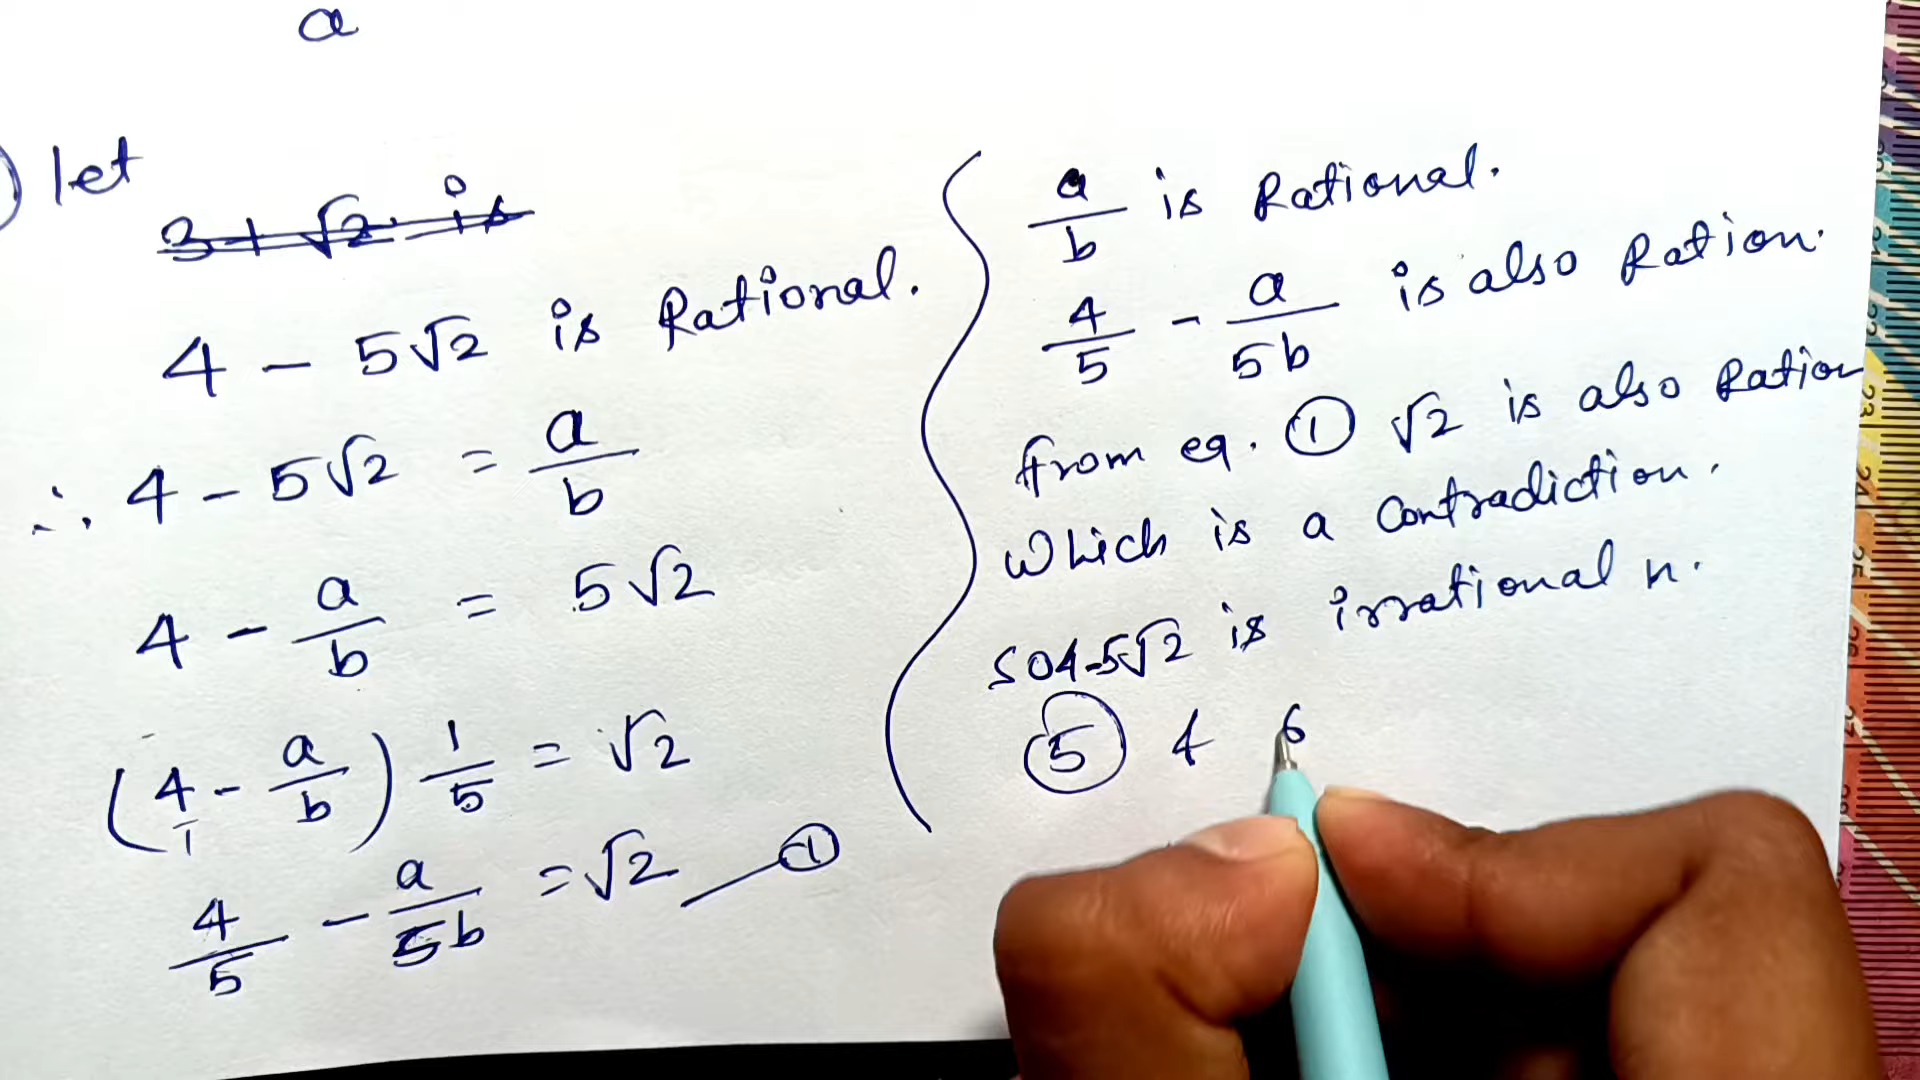 a
let
3 + √2 is
4 - 5√2 is Rational.
∴ 4 - 5√2 = a/b
4 - a/b = 5√2
(4/1 - a/b) 1/5 = √2
4/5 - a/5b = √2 — ①
a/b is Rational.
4/5 - a/5b is also Ration.
from eq. ① √2 is also Ration
Which is a Contradiction.
SO 4-5√2 is irrational n.
⑤ 4 6